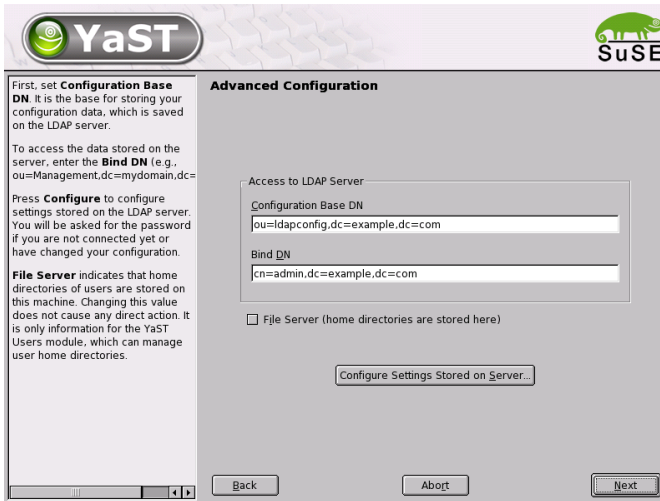 YaST
SuSE
First, set Configuration Base
DN. It is the base for storing your
configuration data, which is saved
on the LDAP server.
To access the data stored on the
server, enter the Bind DN (e.g.,
ou=Management,dc=mydomain,dc=
Press Configure to configure
settings stored on the LDAP server.
You will be asked for the password
if you are not connected yet or
have changed your configuration.
File Server indicates that home
directories of users are stored on
this machine. Changing this value
does not cause any direct action. It
is only information for the YaST
Users module, which can manage
user home directories.
Advanced Configuration
Access to LDAP Server
Configuration Base DN
ou=ldapconfig,dc=example,dc=com
Bind DN
cn=admin,dc=example,dc=com
File Server (home directories are stored here)
Configure Settings Stored on Server...
Back
Abort
Next